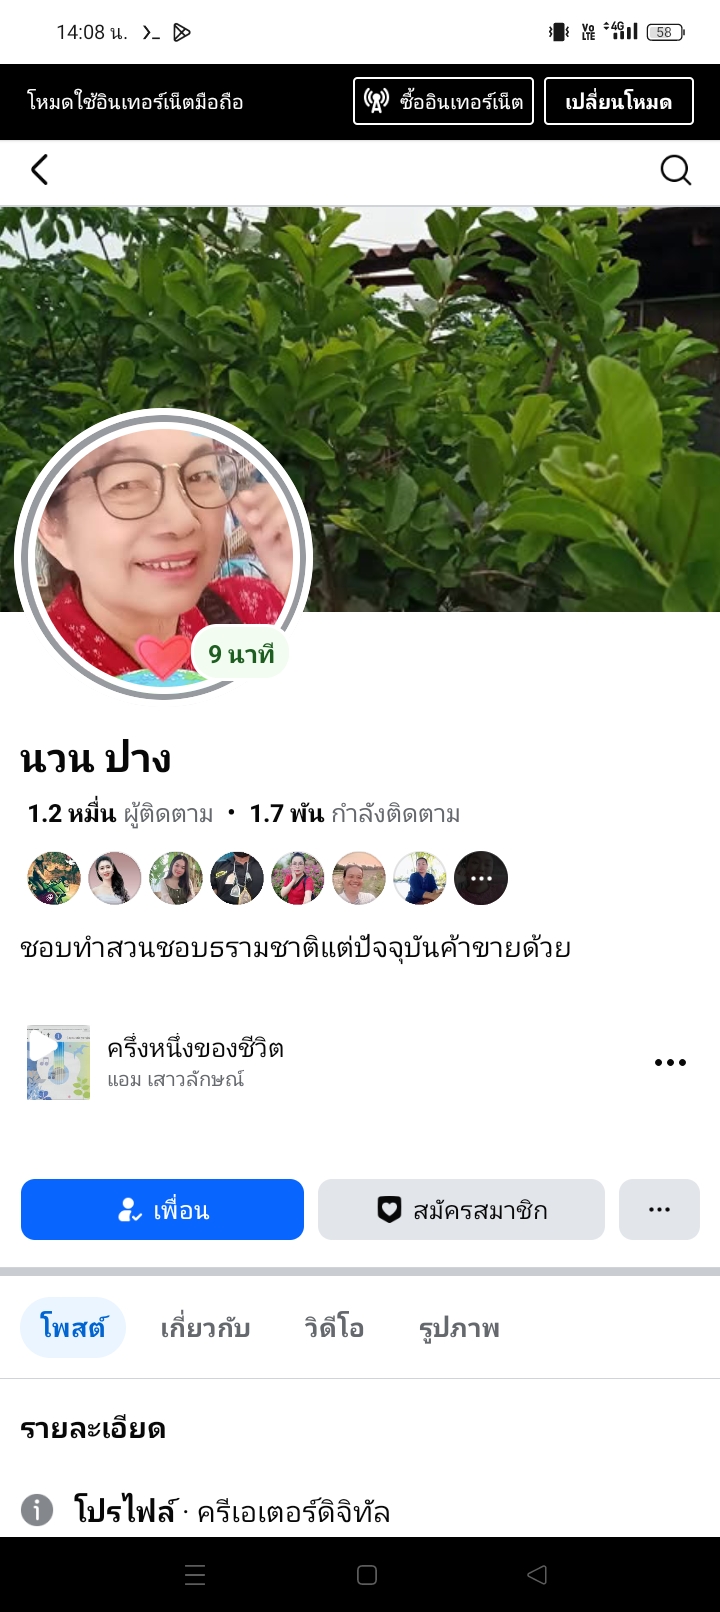 14:08 น.
Vo LTE 4G 58
โหมดใช้อินเทอร์เน็ตมือถือ
ซื้ออินเทอร์เน็ต
เปลี่ยนโหมด
9 นาที
นวน ปาง
1.2 หมื่น ผู้ติดตาม • 1.7 พัน กำลังติดตาม
ชอบทำสวนชอบธรามชาติแต่ปัจจุบันค้าขายด้วย
ครึ่งหนึ่งของชีวิต
แอม เสาวลักษณ์
เพื่อน
สมัครสมาชิก
โพสต์ เกี่ยวกับ วิดีโอ รูปภาพ
รายละเอียด
โปรไฟล์ · ครีเอเตอร์ดิจิทัล